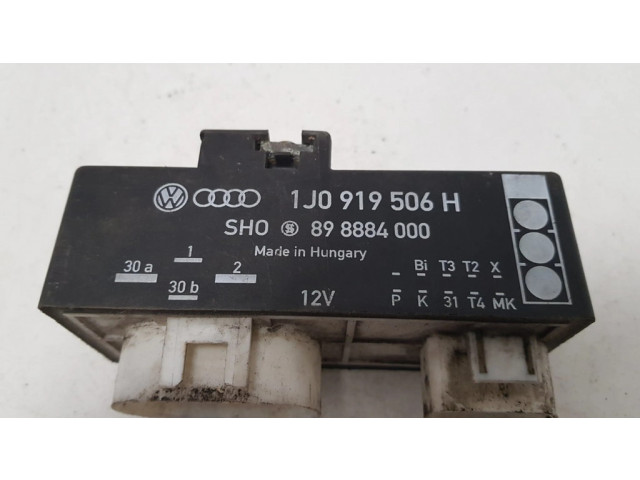 1J0 919 506 H
SHO 89 8884 000
Made in Hungary
30 a 1 30 b 2
12V
- Bi T3 T2 X
P K 31 T4 MK